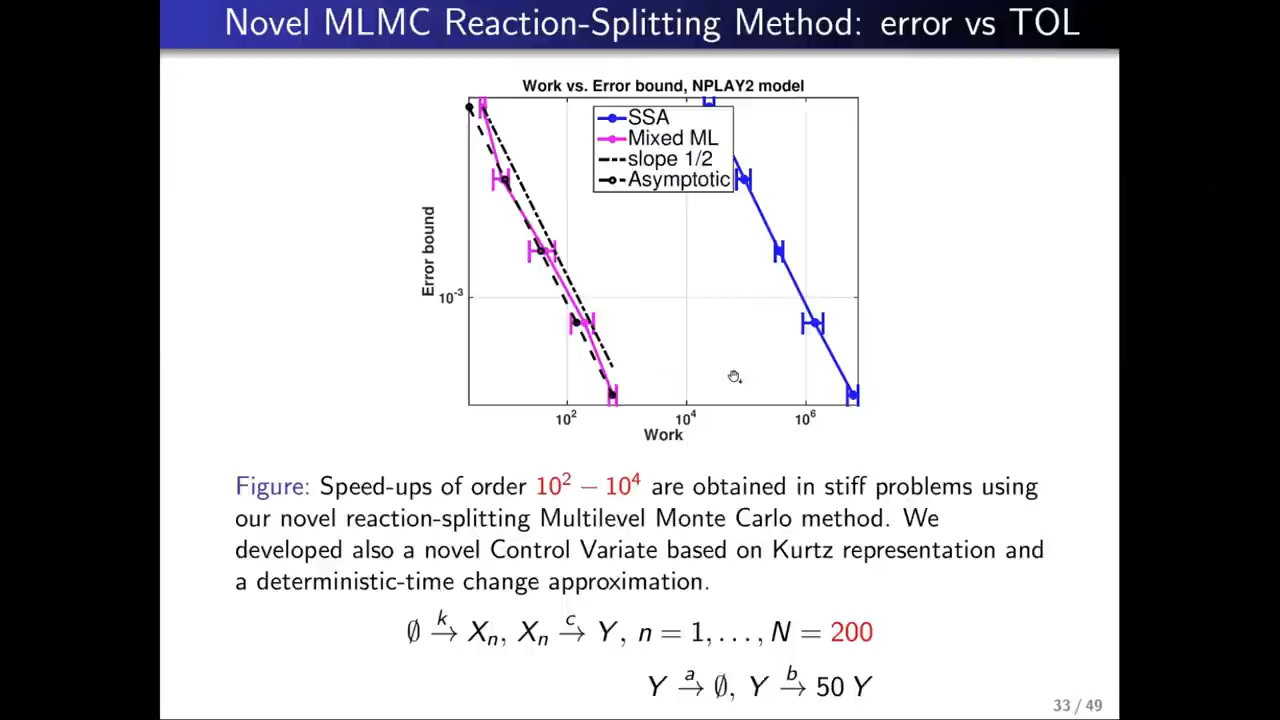 Novel MLMC Reaction-Splitting Method: error vs TOL
Work vs. Error bound, NPLAY2 model
SSA
Mixed ML
slope 1/2
Asymptotic
Error bound
10⁻³
10² 10⁴ 10⁶
Work
Figure: Speed-ups of order 10² − 10⁴ are obtained in stiff problems using
our novel reaction-splitting Multilevel Monte Carlo method. We
developed also a novel Control Variate based on Kurtz representation and
a deterministic-time change approximation.
∅ →ᵏ Xₙ, Xₙ →ᶜ Y, n = 1, . . . , N = 200
Y →ᵃ ∅, Y →ᵇ 50 Y
33 / 49